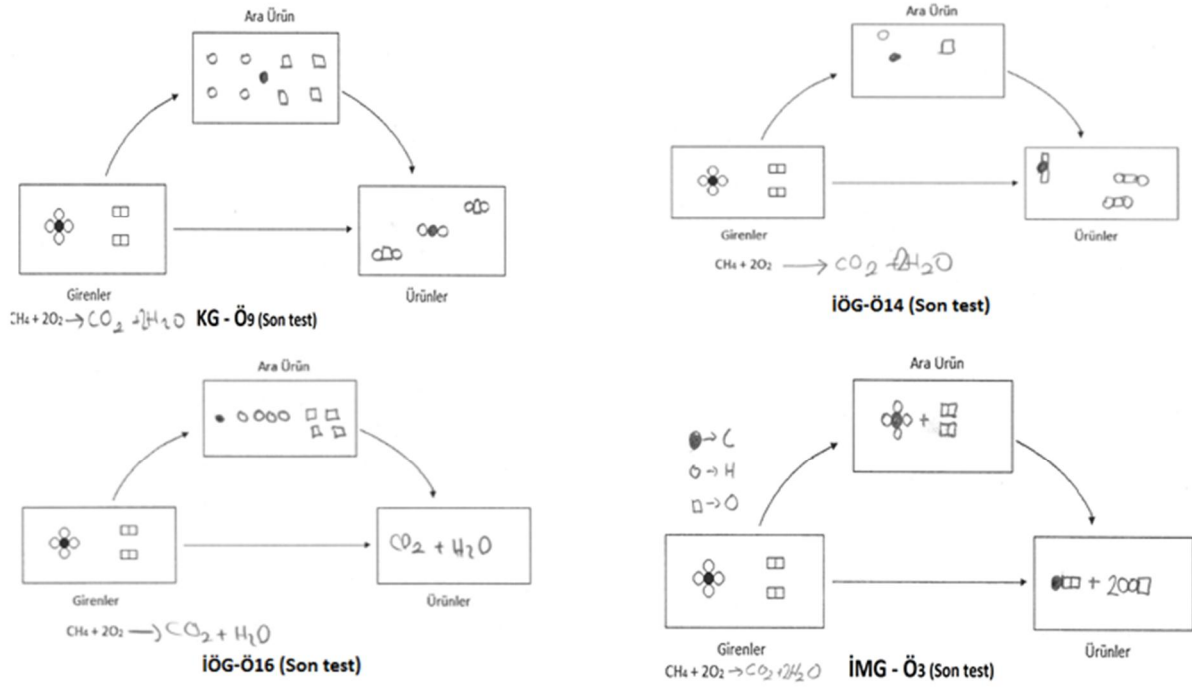 Ara Ürün
Girenler
Ürünler
CH₄ + 2O₂ → CO₂ + 2H₂O KG - Ö9 (Son test)
Ara Ürün
Girenler
Ürünler
CH₄ + 2O₂ → CO₂ + 2H₂O
İÖG-Ö14 (Son test)
Ara Ürün
CO₂ + H₂O
Girenler
Ürünler
CH₄ + 2O₂ → CO₂ + H₂O
İÖG-Ö16 (Son test)
Ara Ürün
→ C
→ H
→ O
+
+ 2
Girenler
Ürünler
CH₄ + 2O₂ → CO₂ + 2H₂O İMG - Ö3 (Son test)